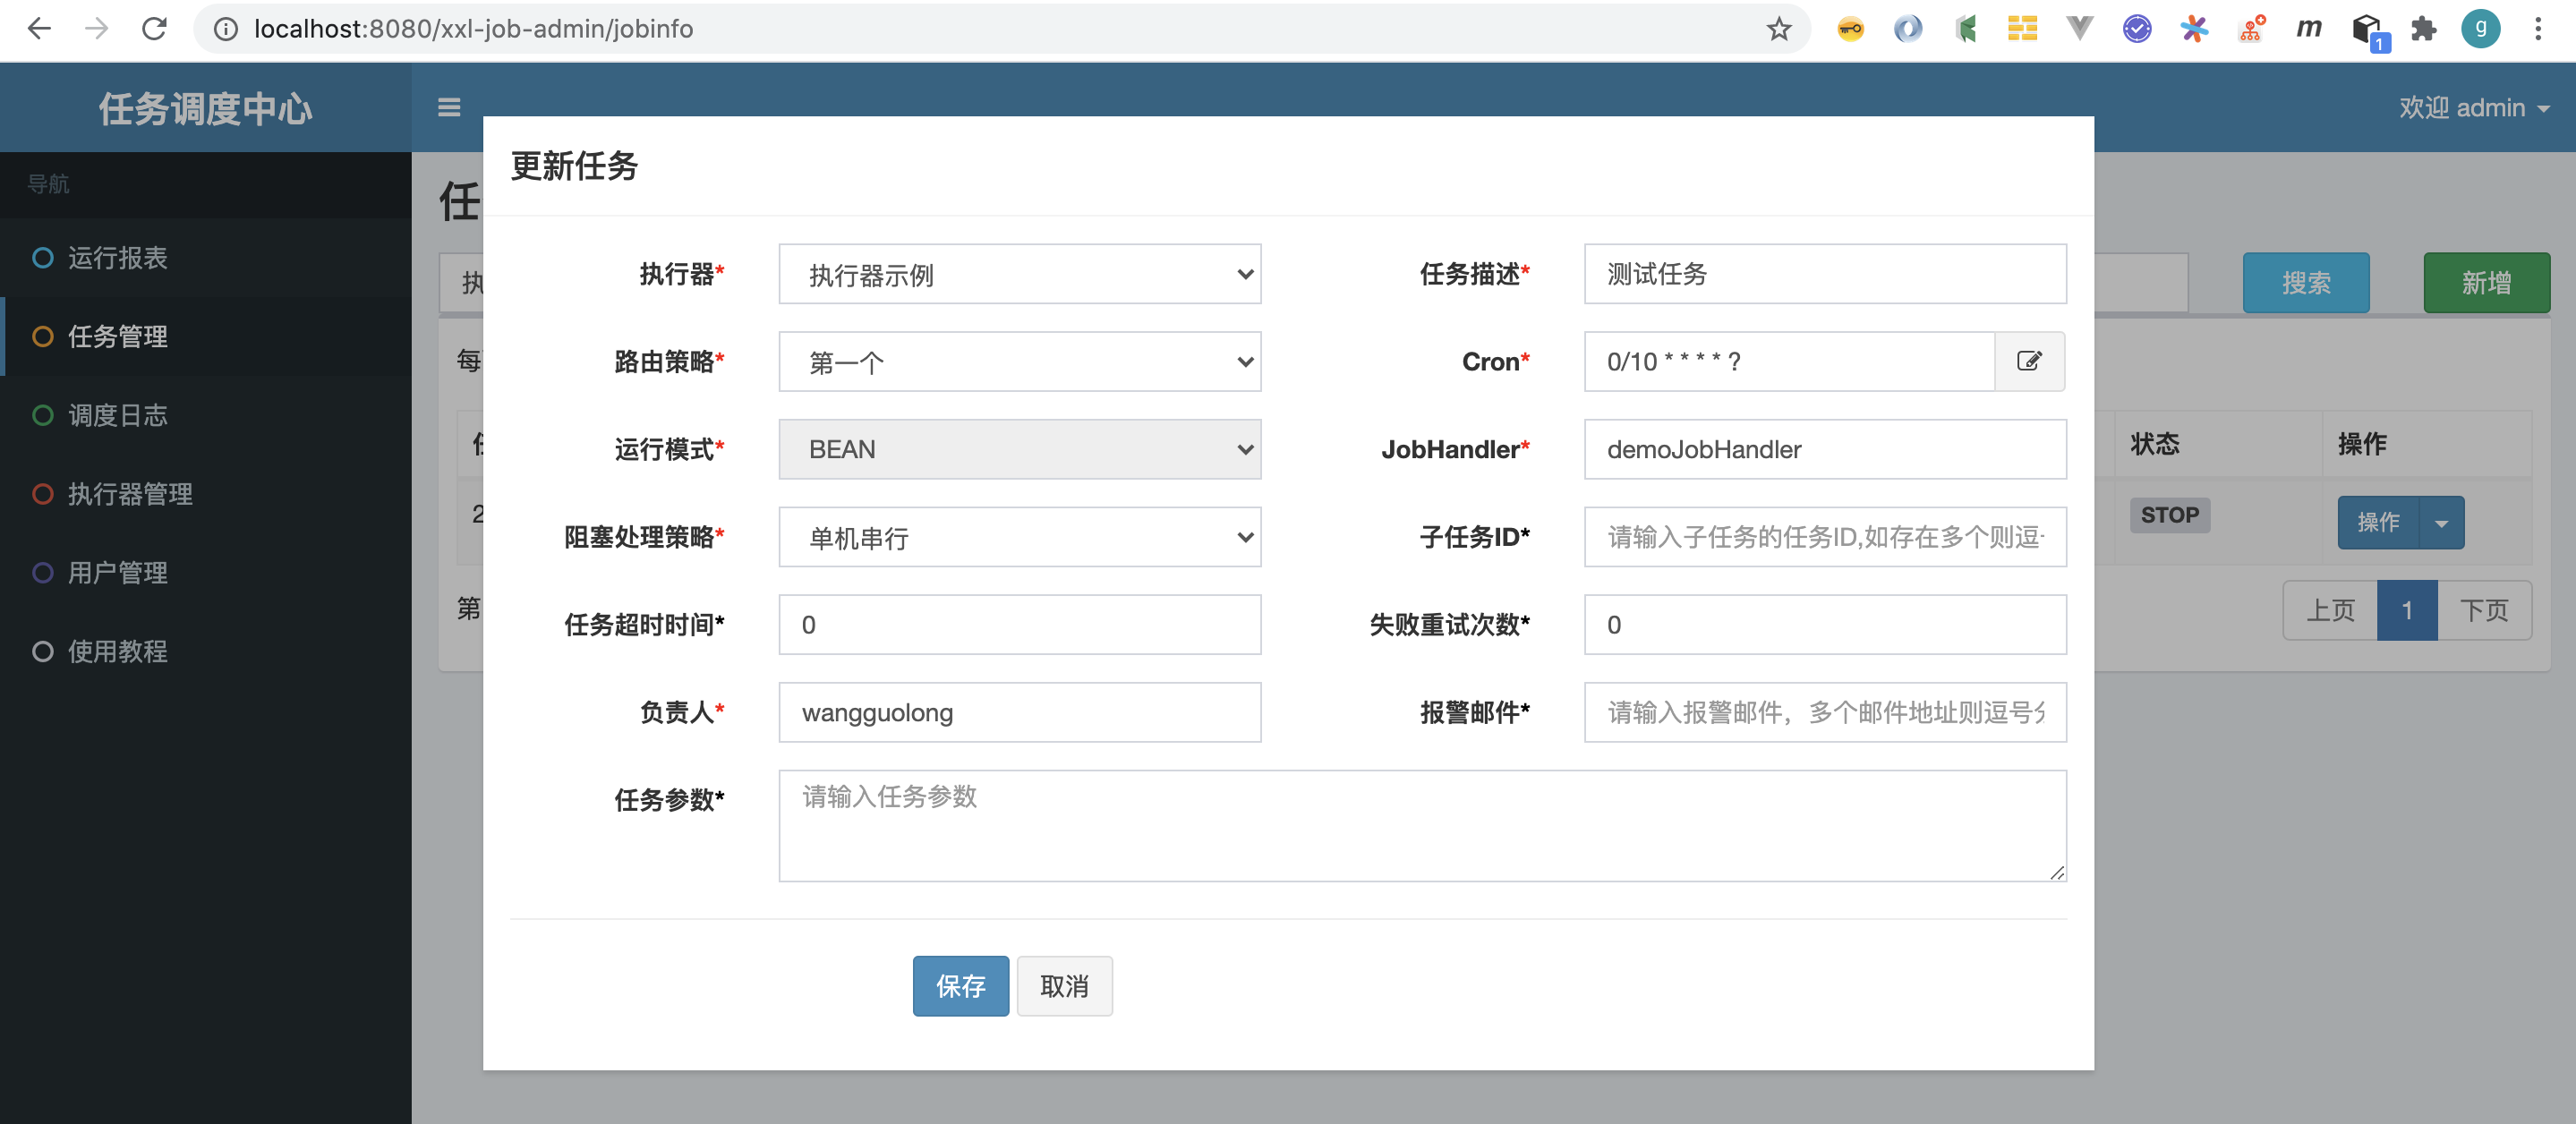 localhost:8080/xxl-job-admin/jobinfo
g
m
1
任务调度中心
欢迎 admin
导航
运行报表
任务管理
调度日志
执行器管理
用户管理
使用教程
任
执
搜索
新增
每
状态
操作
2
STOP
操作
第
上页
1
下页
更新任务
执行器*
执行器示例
任务描述*
测试任务
路由策略*
第一个
Cron*
0/10 * * * * ?
运行模式*
BEAN
JobHandler*
demoJobHandler
阻塞处理策略*
单机串行
子任务ID*
请输入子任务的任务ID,如存在多个则逗
任务超时时间*
0
失败重试次数*
0
负责人*
wangguolong
报警邮件*
请输入报警邮件，多个邮件地址则逗号分
任务参数*
请输入任务参数
保存
取消